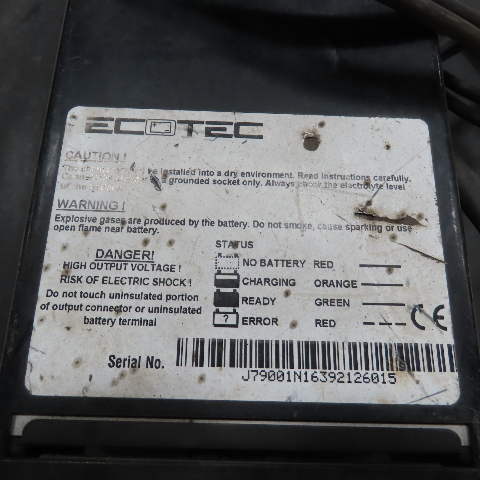 ECOTEC
CAUTION !
installed into a dry environment. Read instructions carefully.
grounded socket only. Always check the electrolyte level
WARNING !
Explosive gases are produced by the battery. Do not smoke, cause sparking or use
open flame near battery.
DANGER!
HIGH OUTPUT VOLTAGE !
RISK OF ELECTRIC SHOCK !
Do not touch uninsulated portion
of output connector or uninsulated
battery terminal
STATUS
NO BATTERY RED
CHARGING ORANGE
READY GREEN
? ERROR RED
CE
Serial No.
J79001N16392126015